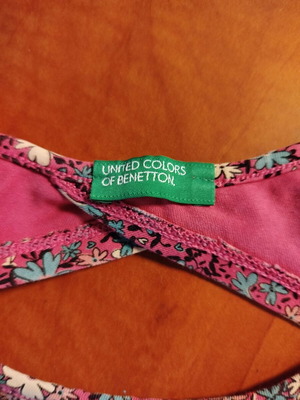 UNITED COLORS
OF BENETTON.